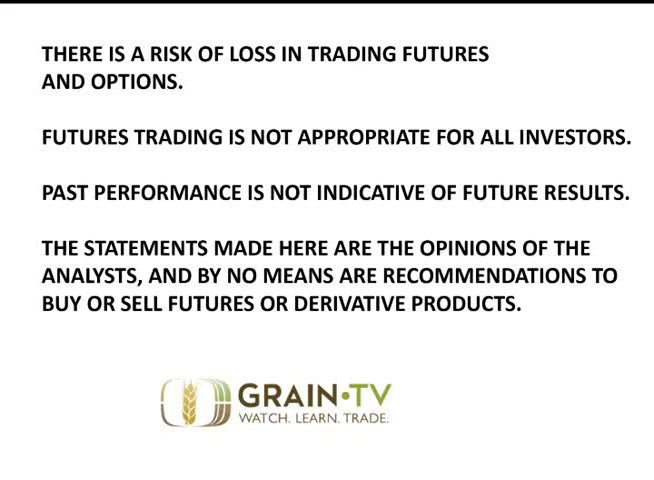 THERE IS A RISK OF LOSS IN TRADING FUTURES
AND OPTIONS.
FUTURES TRADING IS NOT APPROPRIATE FOR ALL INVESTORS.
PAST PERFORMANCE IS NOT INDICATIVE OF FUTURE RESULTS.
THE STATEMENTS MADE HERE ARE THE OPINIONS OF THE
ANALYSTS, AND BY NO MEANS ARE RECOMMENDATIONS TO
BUY OR SELL FUTURES OR DERIVATIVE PRODUCTS.
GRAIN•TV
WATCH. LEARN. TRADE.